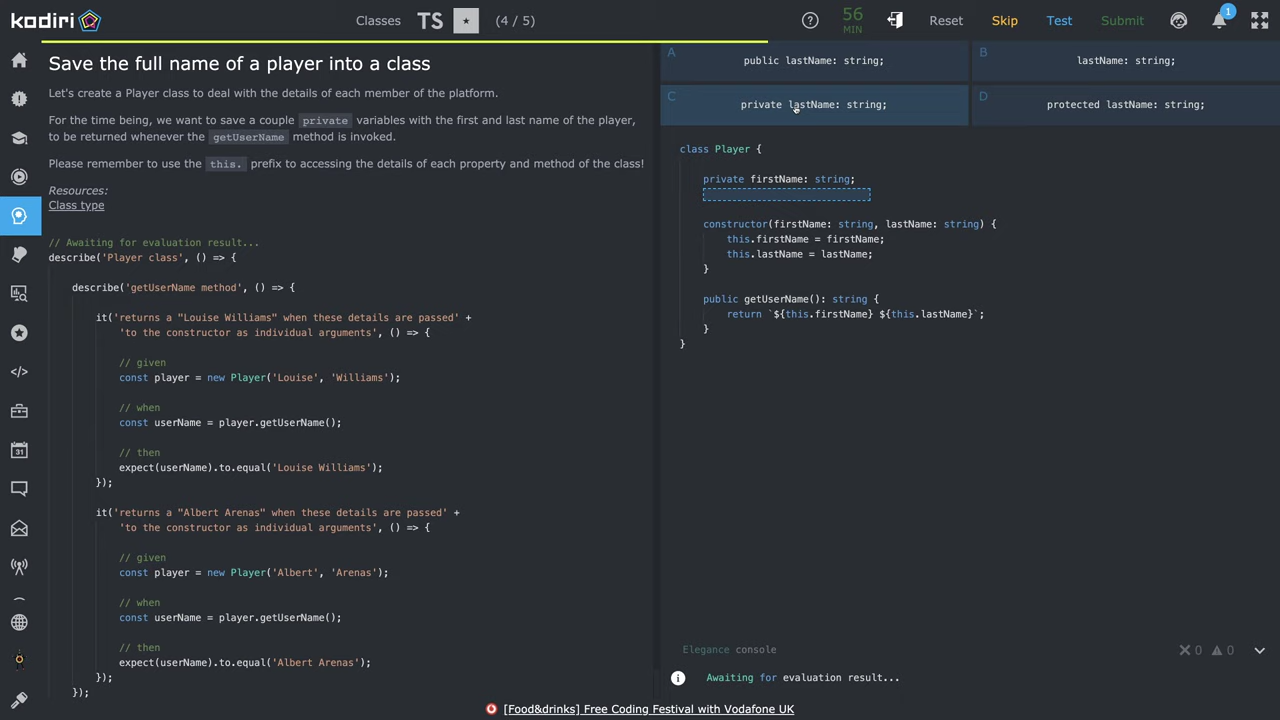 kodiri
Classes TS (4 / 5)
? 56 MIN Reset Skip Test Submit 1
Save the full name of a player into a class
Let's create a Player class to deal with the details of each member of the platform.
For the time being, we want to save a couple private variables with the first and last name of the player,
to be returned whenever the getUserName method is invoked.
Please remember to use the this. prefix to accessing the details of each property and method of the class!
Resources:
Class type
// Awaiting for evaluation result...
describe('Player class', () => {
describe('getUserName method', () => {
it('returns a "Louise Williams" when these details are passed' +
'to the constructor as individual arguments', () => {
// given
const player = new Player('Louise', 'Williams');
// when
const userName = player.getUserName();
// then
expect(userName).to.equal('Louise Williams');
});
it('returns a "Albert Arenas" when these details are passed' +
'to the constructor as individual arguments', () => {
// given
const player = new Player('Albert', 'Arenas');
// when
const userName = player.getUserName();
// then
expect(userName).to.equal('Albert Arenas');
});
});
31
A public lastName: string;
B lastName: string;
C private lastName: string;
D protected lastName: string;
class Player {
private firstName: string;
constructor(firstName: string, lastName: string) {
this.firstName = firstName;
this.lastName = lastName;
}
public getUserName(): string {
return `${this.firstName} ${this.lastName}`;
}
}
Elegance console 0 0
Awaiting for evaluation result...
[Food&drinks] Free Coding Festival with Vodafone UK